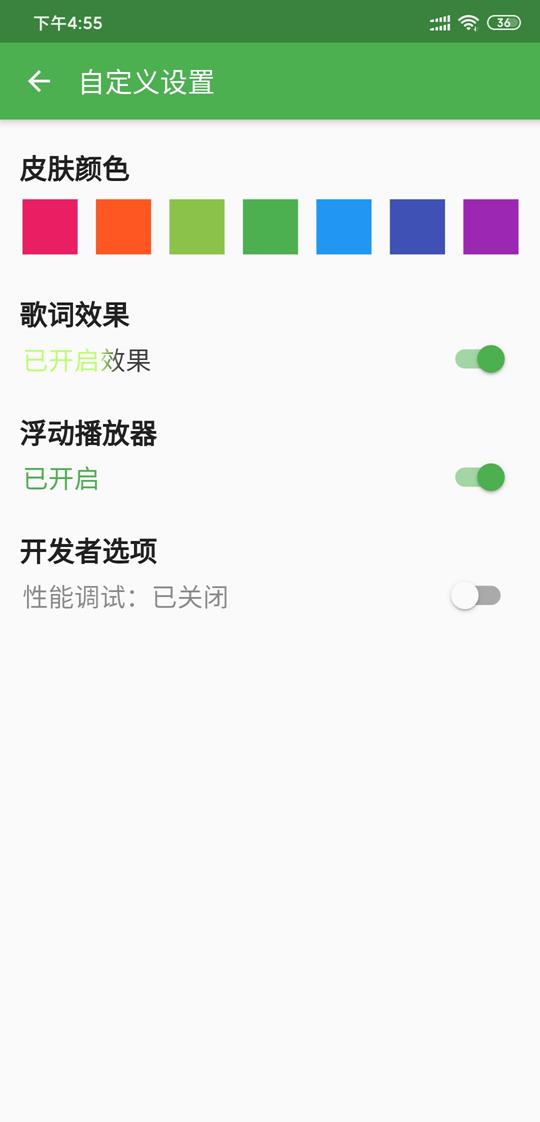 下午4:55
36
自定义设置
皮肤颜色
歌词效果
已开启效果
浮动播放器
已开启
开发者选项
性能调试：已关闭